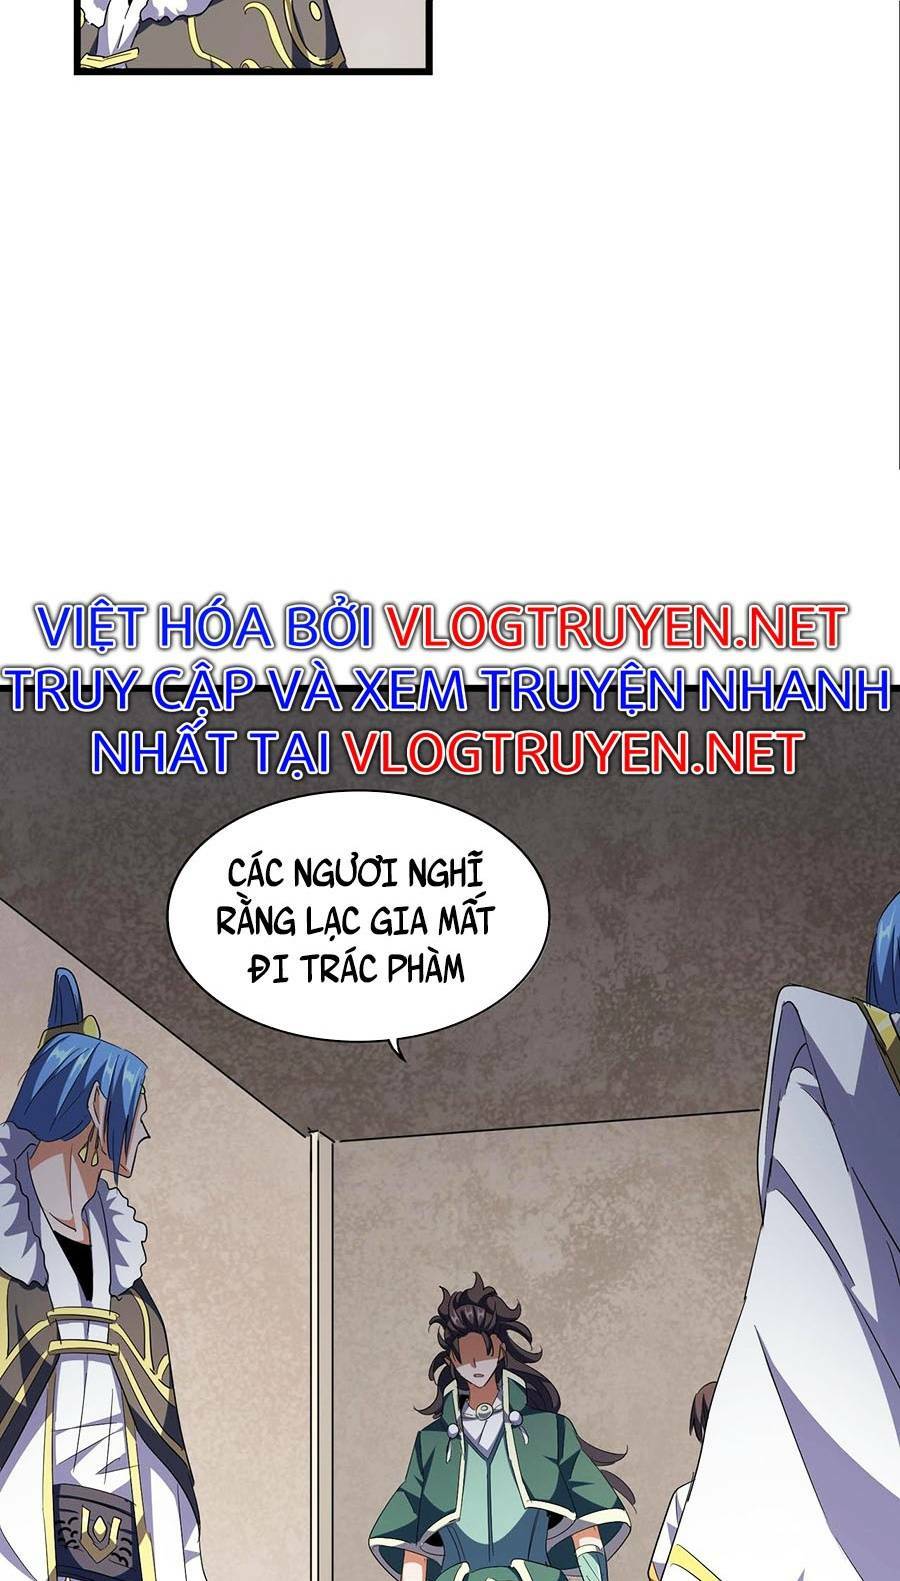 VIỆT HÓA BỞI VLOGTRUYEN.NET
TRUY CẬP VÀ XEM TRUYỆN NHANH
NHẤT TẠI VLOGTRUYEN.NET
CÁC NGƯƠI NGHĨ
RẰNG LẠC GIA MẤT
ĐI TRÁC PHÀM